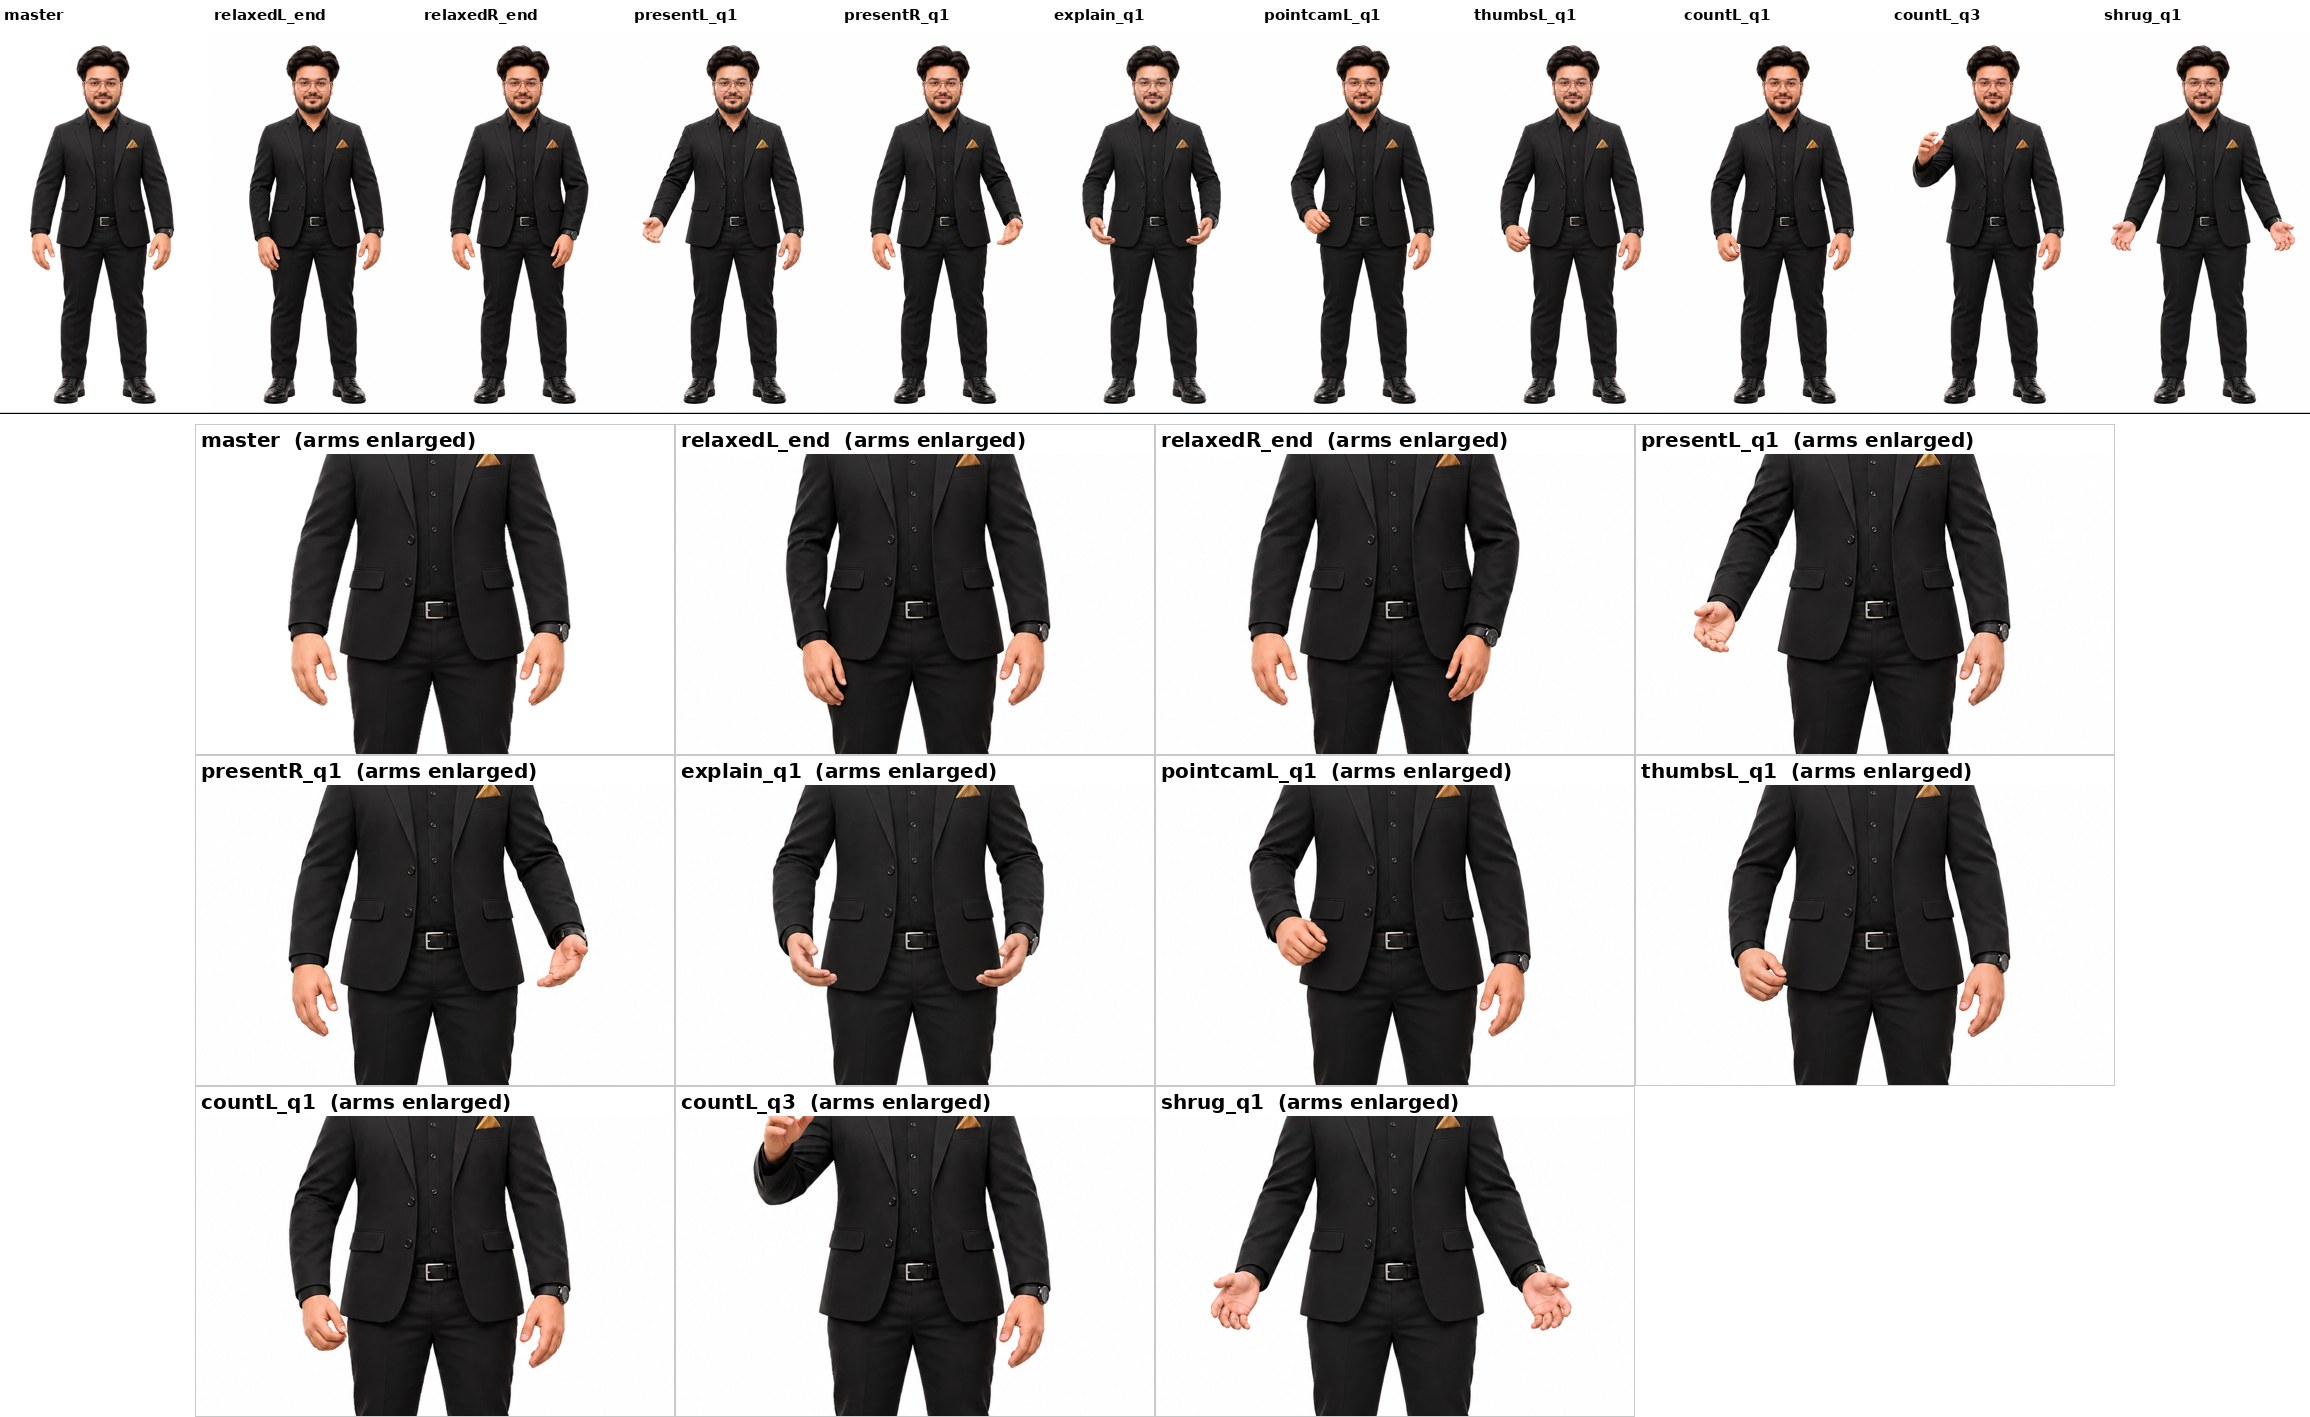 master
relaxedL_end
relaxedR_end
presentL_q1
presentR_q1
explain_q1
pointcamL_q1
thumbsL_q1
countL_q1
countL_q3
shrug_q1
master (arms enlarged)
relaxedL_end (arms enlarged)
relaxedR_end (arms enlarged)
presentL_q1 (arms enlarged)
presentR_q1 (arms enlarged)
explain_q1 (arms enlarged)
pointcamL_q1 (arms enlarged)
thumbsL_q1 (arms enlarged)
countL_q1 (arms enlarged)
countL_q3 (arms enlarged)
shrug_q1 (arms enlarged)